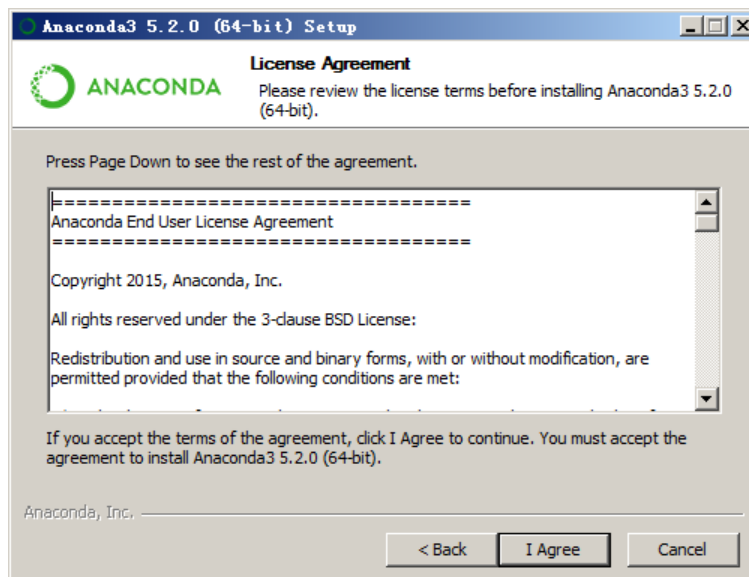 Anaconda3 5.2.0 (64-bit) Setup
ANACONDA
License Agreement
Please review the license terms before installing Anaconda3 5.2.0
(64-bit).
Press Page Down to see the rest of the agreement.
===================================
Anaconda End User License Agreement
===================================
Copyright 2015, Anaconda, Inc.
All rights reserved under the 3-clause BSD License:
Redistribution and use in source and binary forms, with or without modification, are
permitted provided that the following conditions are met:
If you accept the terms of the agreement, click I Agree to continue. You must accept the
agreement to install Anaconda3 5.2.0 (64-bit).
Anaconda, Inc.
< Back
I Agree
Cancel